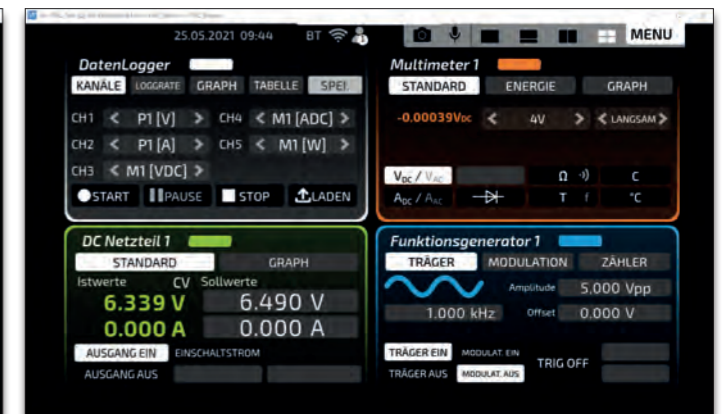 25.05.2021 09:44 BT MENU
DatenLogger
KANÄLE LOGGRATE GRAPH TABELLE SPEI.
CH1 < P1 [V] > CH4 < M1 [ADC] >
CH2 < P1 [A] > CH5 < M1 [W] >
CH3 < M1 [VDC] >
START PAUSE STOP LADEN
Multimeter 1
STANDARD ENERGIE GRAPH
-0.00039VDC < 4V > < LANGSAM >
VDC / VAC Ω C
ADC / AAC T f °C
DC Netzteil 1
STANDARD GRAPH
Istwerte CV Sollwerte
6.339 V 6.490 V
0.000 A 0.000 A
AUSGANG EIN EINSCHALTSTROM
AUSGANG AUS
Funktionsgenerator 1
TRÄGER MODULATION ZÄHLER
Amplitude 5.000 Vpp
1.000 kHz Offset 0.000 V
TRÄGER EIN MODULAT. EIN TRIG OFF
TRÄGER AUS MODULAT. AUS